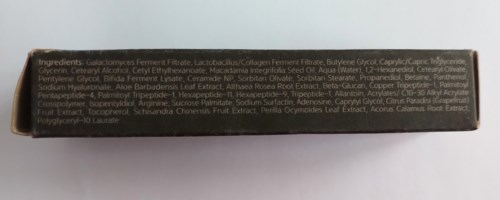 Ingredients: Galactomyces Ferment Filtrate, Lactobacillus/Collagen Ferment Filtrate, Butylene Glycol, Caprylic/Capric Triglyceride,
Glycerin, Cetearyl Alcohol, Cetyl Ethylhexanoate, Macadamia Integrifolia Seed Oil, Aqua (Water), 1,2-Hexanediol, Cetearyl Olivate,
Pentylene Glycol, Bifida Ferment Lysate, Ceramide NP, Sorbitan Olivate, Sorbitan Stearate, Propanediol, Betaine, Panthenol
Sodium Hyaluronate, Aloe Barbadensis Leaf Extract, Althaea Rosea Root Extract, Beta-Glucan, Copper Tripeptide-1, Palmitoyl
Pentapeptide-4, Palmitoyl Tripeptide-1, Hexapeptide-11, Hexapeptide-9, Tripeptide-1, Allantoin, Acrylates/ C10-30 Alkyl Acrylate
Crosspolymer, Isopentyldiol, Arginine, Sucrose Palmitate, Sodium Surfactin, Adenosine, Caprylyl Glycol, Citrus Paradisi (Grapefruit)
Fruit Extract, Tocopherol, Schisandra Chinensis Fruit Extract, Perilla Ocymoides Leaf Extract, Acorus Calamus Root Extract,
Polyglyceryl-10 Laurate